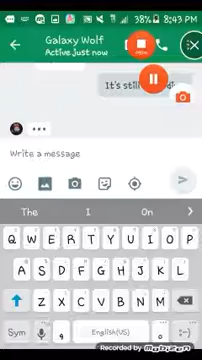 38% 8:43 PM
Galaxy Wolf
Active just now
It's still
Write a message
The I On
Q W E R T Y U I O P
A S D F G H J K L
Z X C V B N M
Sym , English(US) . :-)
Recorded by
Mobizen